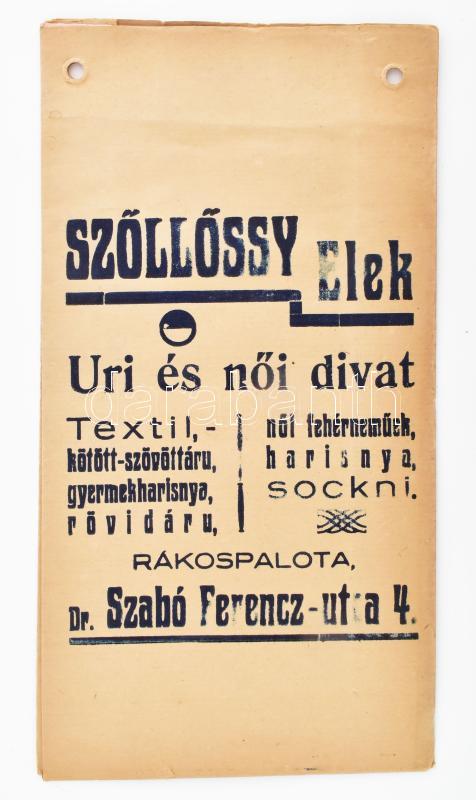 SZŐLLŐSSY Elek
Uri és női divat
Textil,-
kötött-szövöttáru,
gyermekharisnya,
rövidáru,
női fehérneműek,
harisnya,
sockni.
RÁKOSPALOTA,
Dr. Szabó Ferencz-utca 4.
darabanth